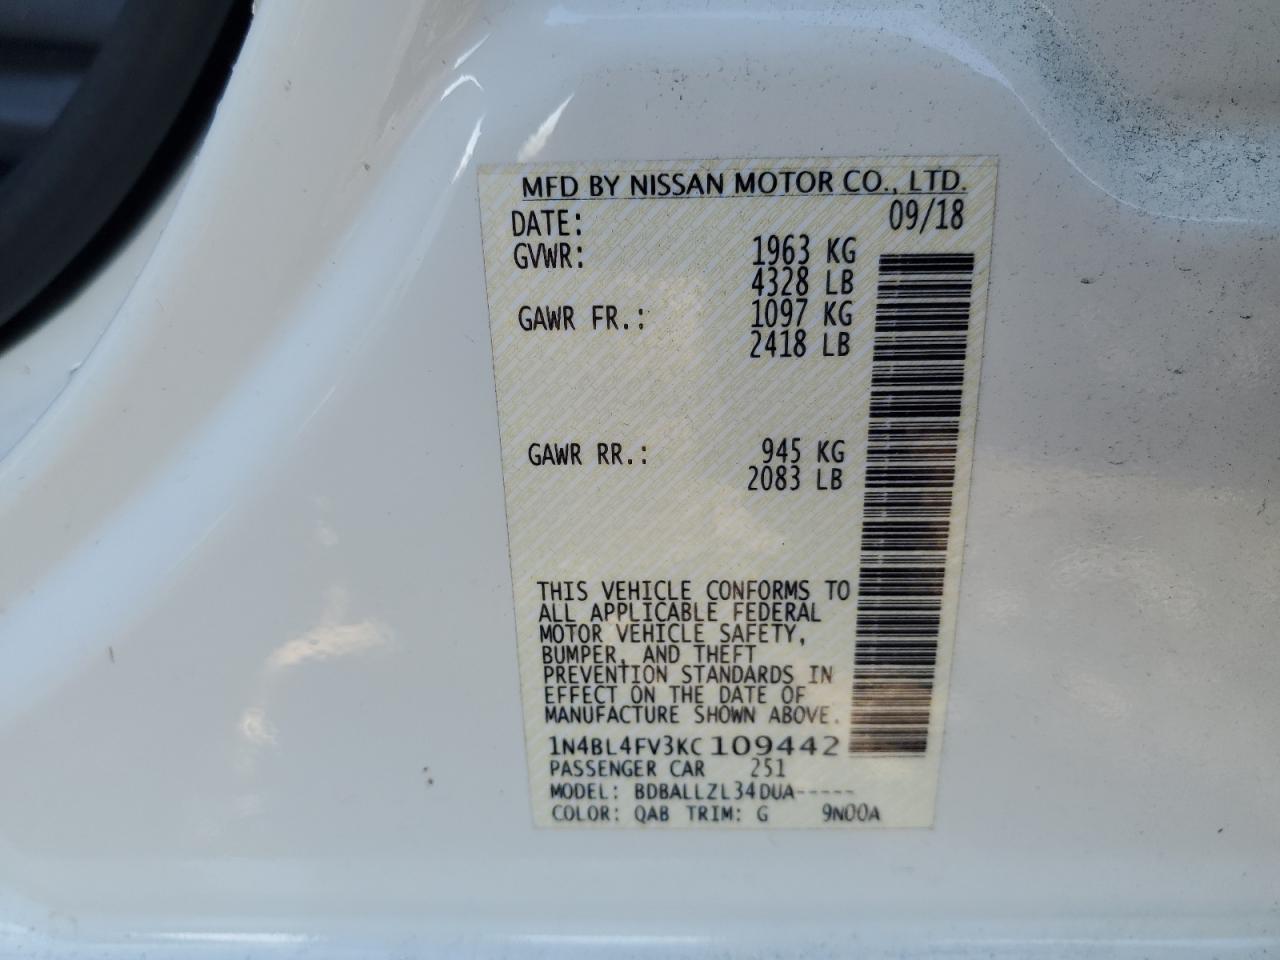 MFD BY NISSAN MOTOR CO., LTD.
DATE: 09/18
GVWR: 1963 KG
4328 LB
GAWR FR.: 1097 KG
2418 LB
GAWR RR.: 945 KG
2083 LB
THIS VEHICLE CONFORMS TO
ALL APPLICABLE FEDERAL
MOTOR VEHICLE SAFETY,
BUMPER, AND THEFT
PREVENTION STANDARDS IN
EFFECT ON THE DATE OF
MANUFACTURE SHOWN ABOVE.
1N4BL4FV3KC109442
PASSENGER CAR 251
MODEL: BDBALLZL34DUA-----
COLOR: QAB TRIM: G 9N00A